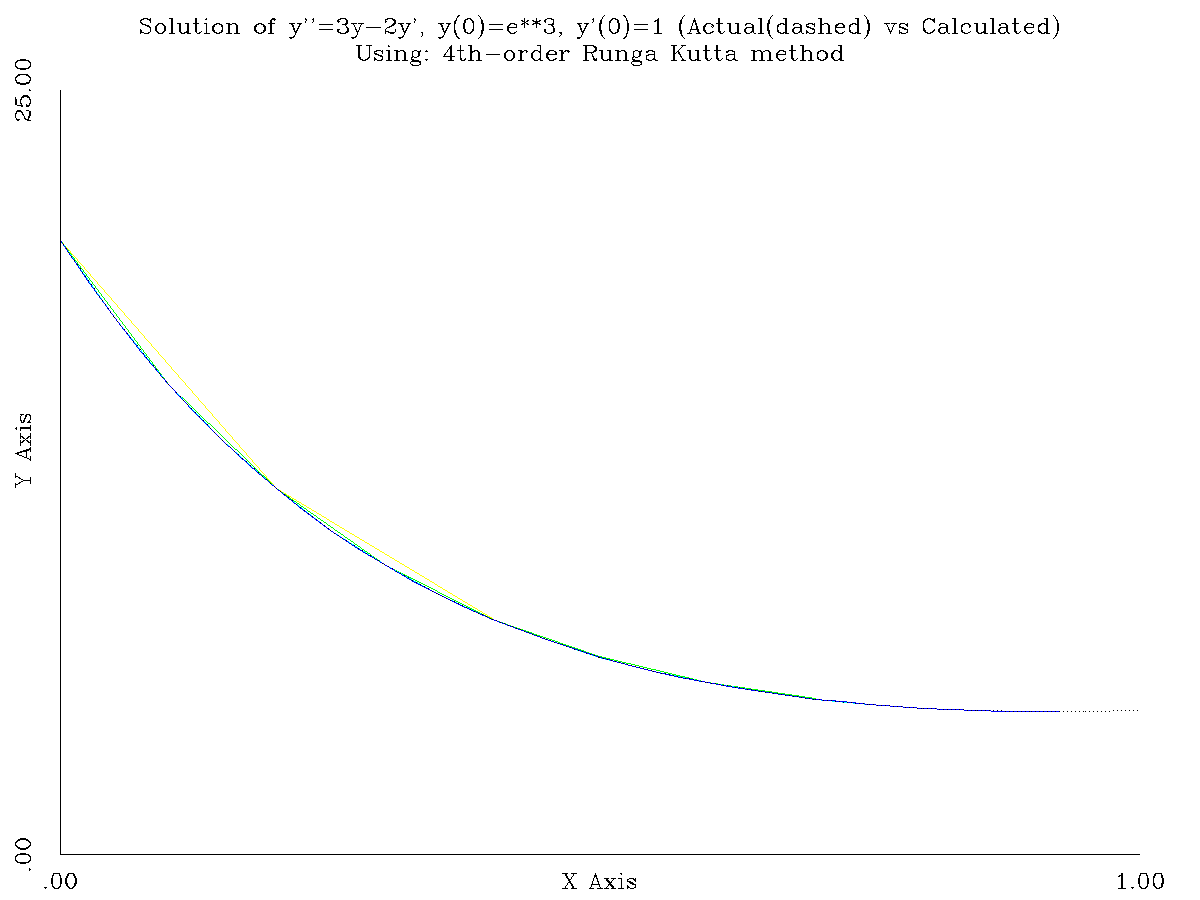 Solution of y''=3y-2y', y(0)=e**3, y'(0)=1 (Actual(dashed) vs Calculated)
Using: 4th-order Runga Kutta method
25.00
Y Axis
.00
.00
X Axis
1.00